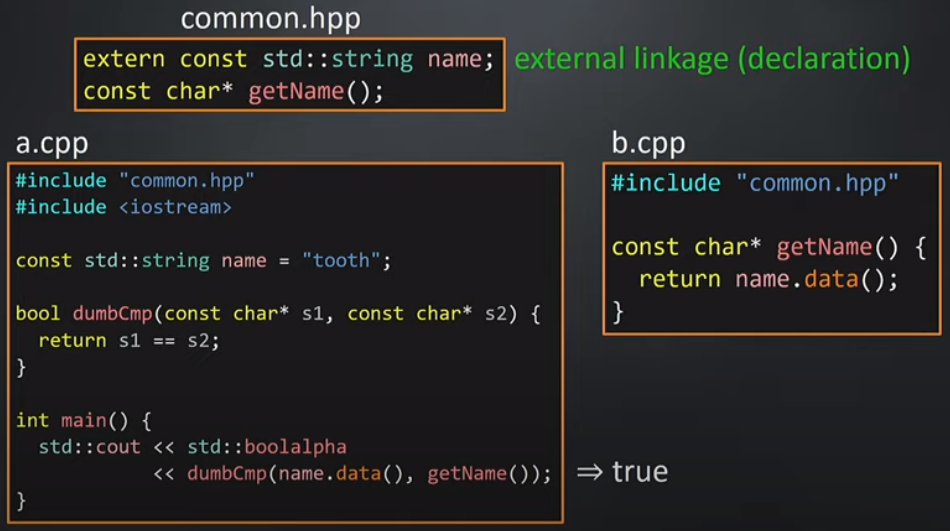 common.hpp
extern const std::string name; external linkage (declaration)
const char* getName();
a.cpp
#include "common.hpp"
#include <iostream>
const std::string name = "tooth";
bool dumbCmp(const char* s1, const char* s2) {
return s1 == s2;
}
int main() {
std::cout << std::boolalpha
<< dumbCmp(name.data(), getName()); ⇒ true
}
b.cpp
#include "common.hpp"
const char* getName() {
return name.data();
}